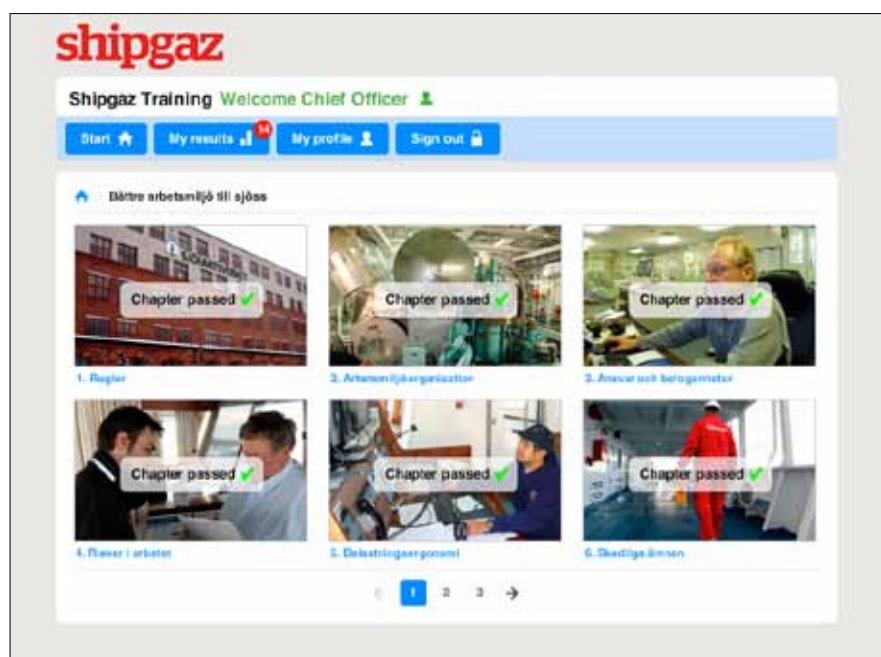 shipgaz
Shipgaz Training Welcome Chief Officer
Start
My results
14
My profile
Sign out
Bättre arbetsmiljö till sjöss
SJÖFARTSVERKET
Chapter passed
Chapter passed
Chapter passed
1. Regler
2. Arbetsmiljöorganisation
3. Ansvar och befogenheter
Chapter passed
Chapter passed
Chapter passed
4. Risker i arbetet
5. Belastningsergonomi
6. Skadliga ämnen
1 2 3